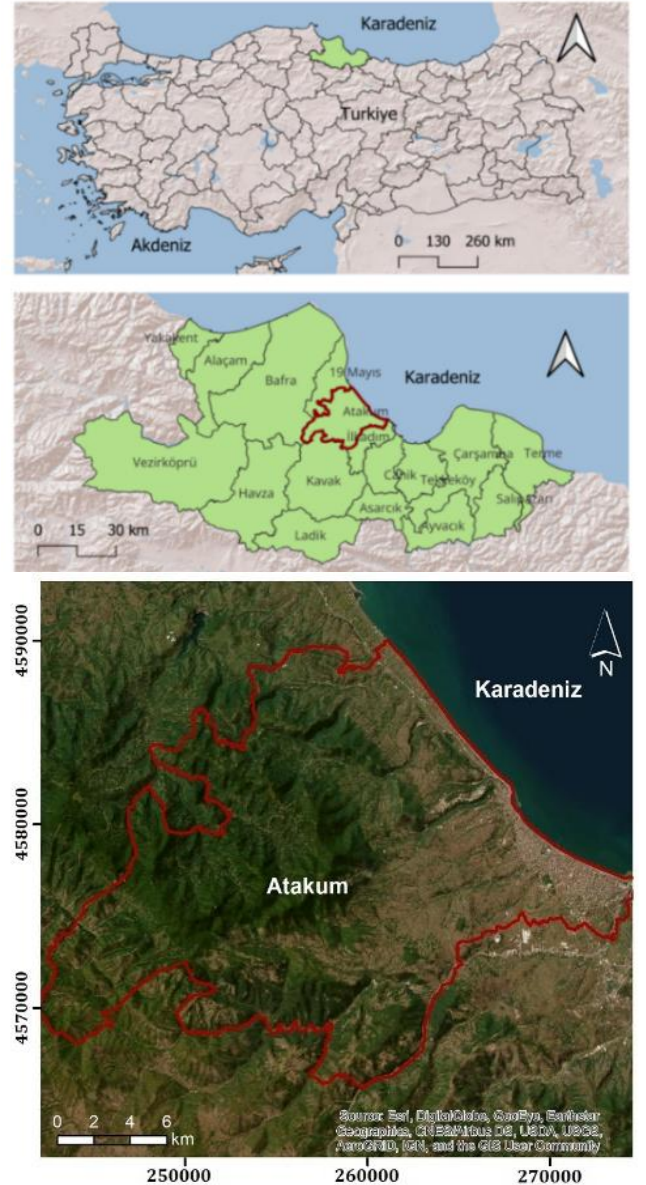 Karadeniz
Turkiye
Akdeniz
0 130 260 km
Yakakent
Alaçam
Bafra
19 Mayıs
Karadeniz
Atakum
İlkadım
Vezirköprü
Havza
Kavak
Canik
Tekkeköy
Çarşamba
Terme
Salıpazarı
Asarcık
Ayvacık
Ladik
0 15 30 km
4590000
4580000
4570000
N
Karadeniz
Atakum
0 2 4 6
km
Source: Esri, DigitalGlobe, GeoEye, Earthstar
Geographics, CNES/Airbus DS, USDA, USGS,
AeroGRID, IGN, and the GIS User Community
250000 260000 270000